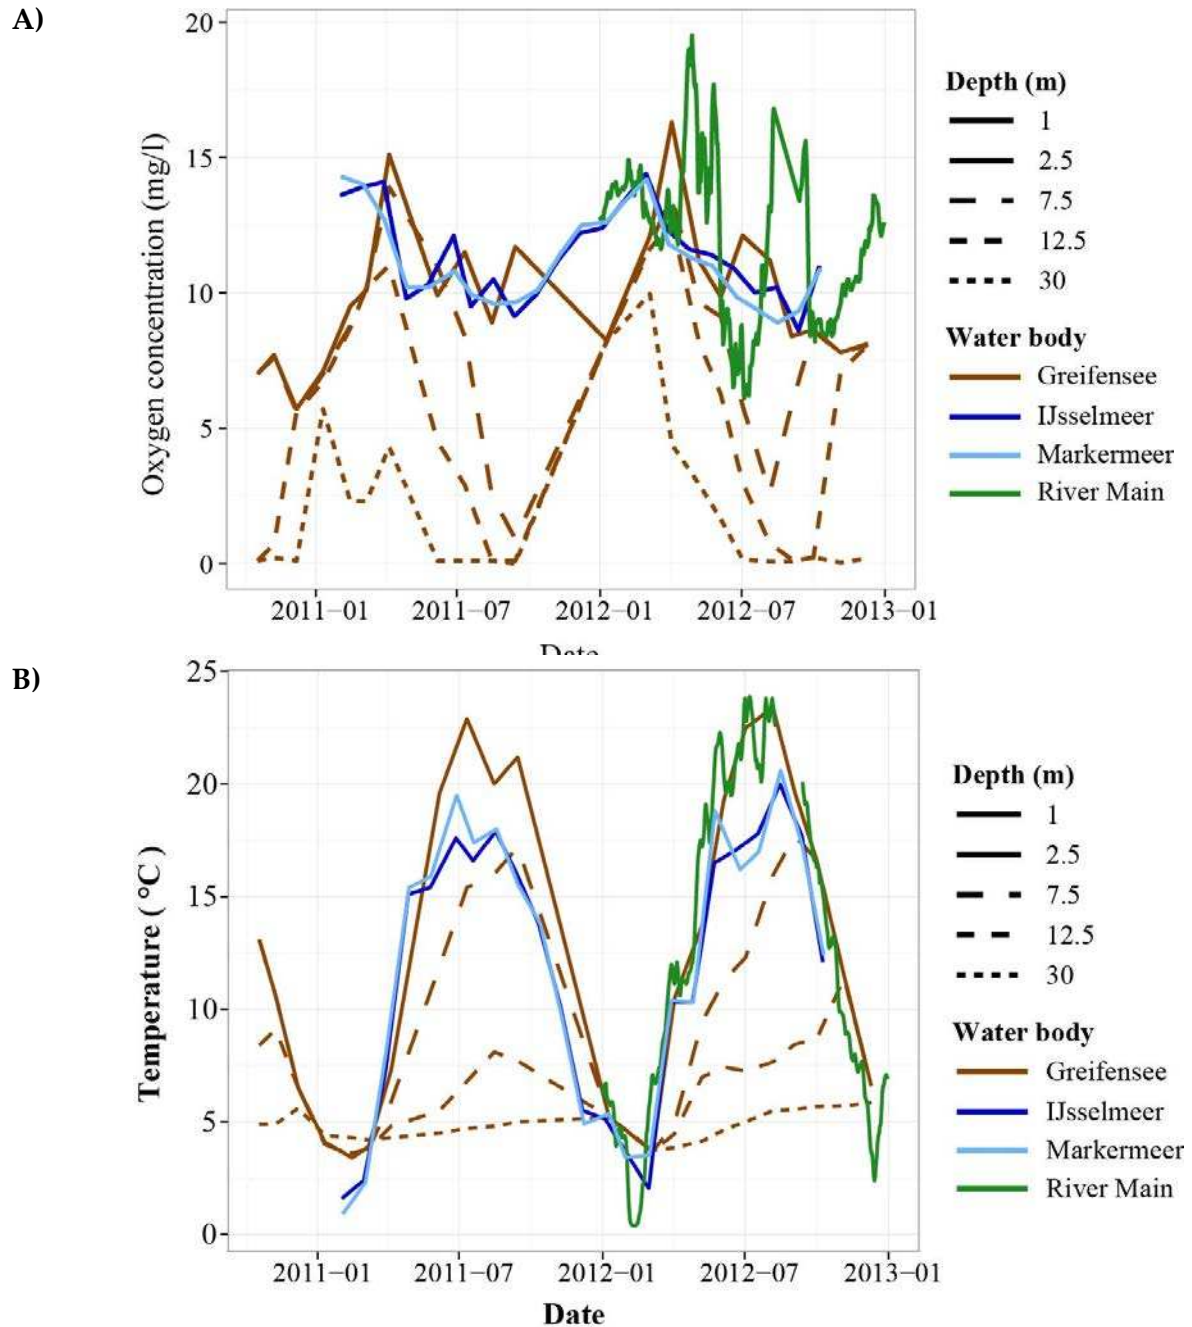 A)
20
15
10
5
0
Oxygen concentration (mg/l)
2011−01
2011−07
2012−01
2012−07
2013−01
Date
Depth (m)
1
2.5
7.5
12.5
30
Water body
Greifensee
IJsselmeer
Markermeer
River Main
B)
25
20
15
10
5
0
Temperature ( °C )
2011−01
2011−07
2012−01
2012−07
2013−01
Date
Depth (m)
1
2.5
7.5
12.5
30
Water body
Greifensee
IJsselmeer
Markermeer
River Main